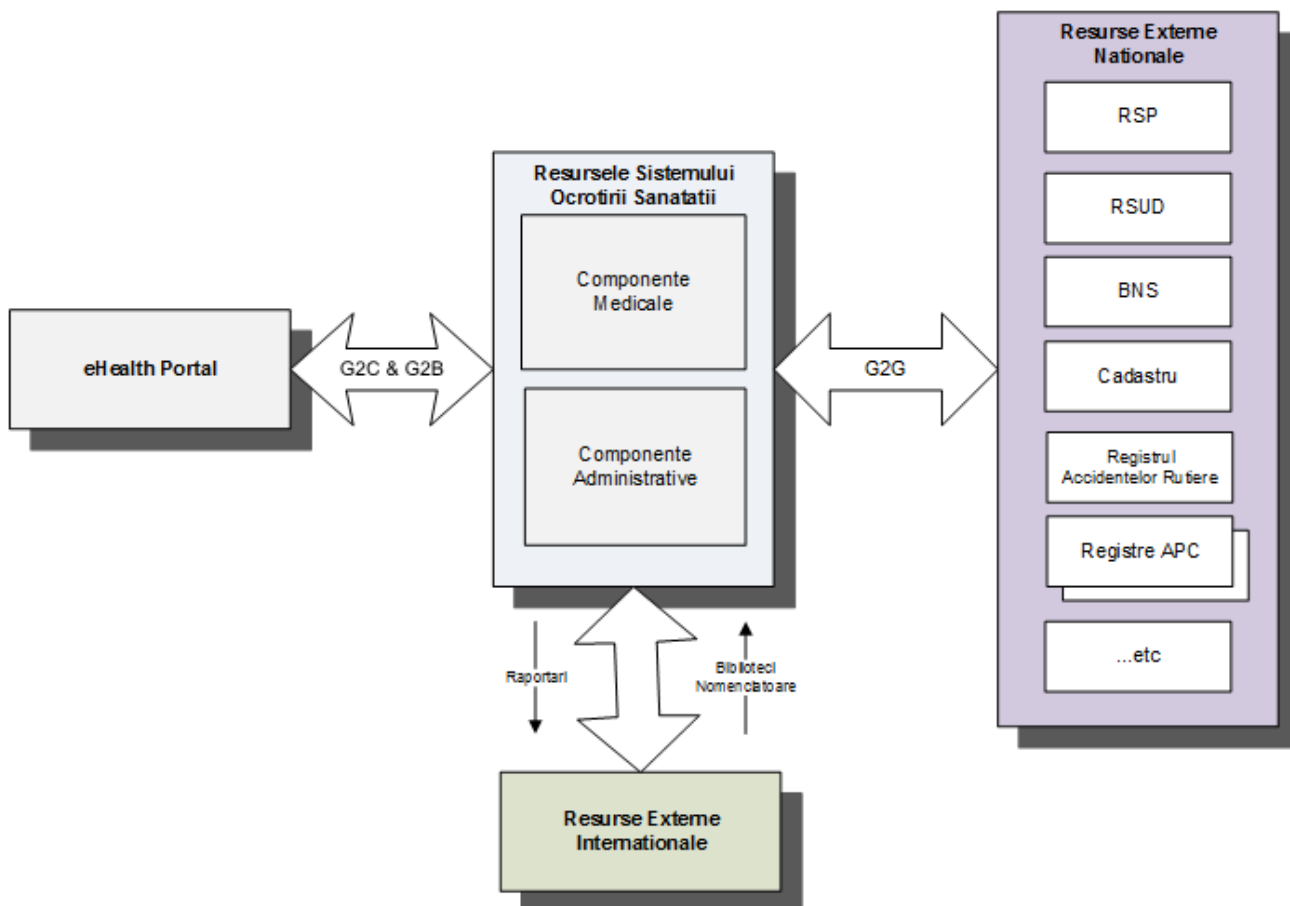 Resurse Externe
Nationale
RSP
RSUD
BNS
Cadastru
Registrul
Accidentelor Rutiere
Registre APC
...etc
Resursele Sistemului
Ocrotirii Sanatatii
Componente
Medicale
Componente
Administrative
eHealth Portal
G2C & G2B
G2G
Raportari
Biblioteci
Nomenclatoare
Resurse Externe
Internationale